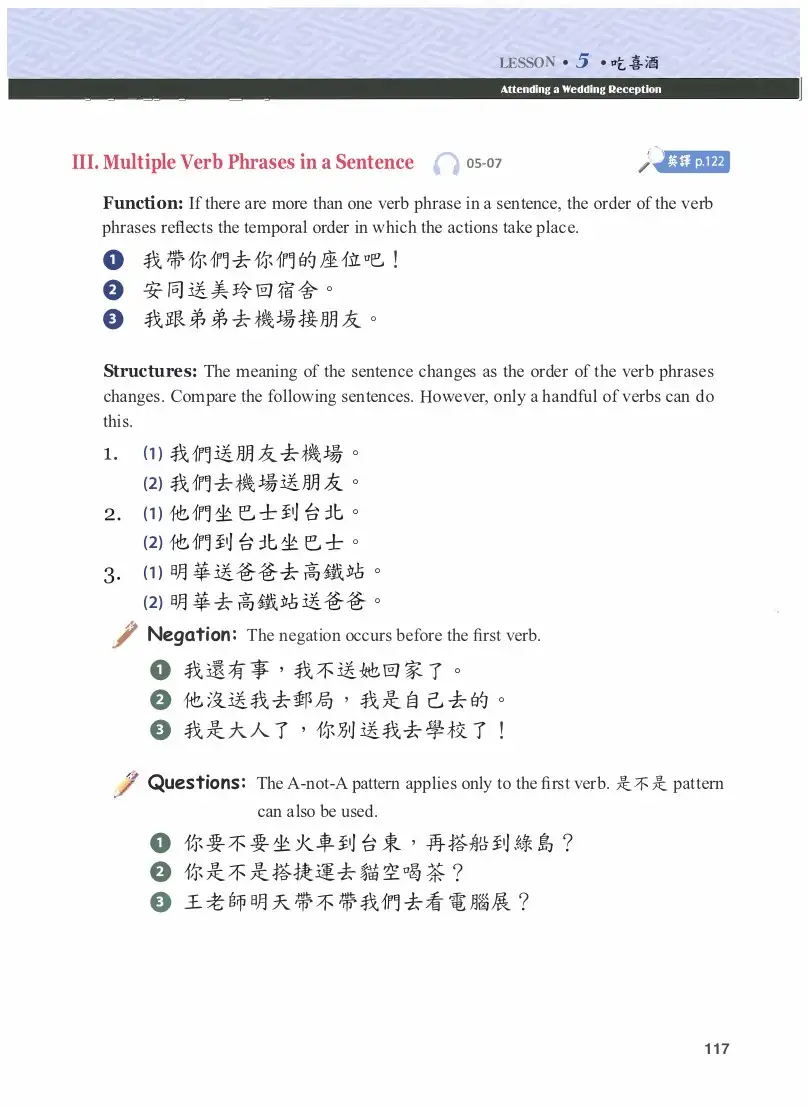 LESSON • 5 • 吃喜酒
Attending a Wedding Reception
III. Multiple Verb Phrases in a Sentence 05-07 英譯 p.122
Function: If there are more than one verb phrase in a sentence, the order of the verb
phrases reflects the temporal order in which the actions take place.
1 我帶你們去你們的座位吧！
2 安同送美玲回宿舍。
3 我跟弟弟去機場接朋友。
Structures: The meaning of the sentence changes as the order of the verb phrases
changes. Compare the following sentences. However, only a handful of verbs can do
this.
1. (1) 我們送朋友去機場。
(2) 我們去機場送朋友。
2. (1) 他們坐巴士到台北。
(2) 他們到台北坐巴士。
3. (1) 明華送爸爸去高鐵站。
(2) 明華去高鐵站送爸爸。
Negation: The negation occurs before the first verb.
1 我還有事，我不送她回家了。
2 他沒送我去郵局，我是自己去的。
3 我是大人了，你別送我去學校了！
Questions: The A-not-A pattern applies only to the first verb. 是不是 pattern
can also be used.
1 你要不要坐火車到台東，再搭船到綠島？
2 你是不是搭捷運去貓空喝茶？
3 王老師明天帶不帶我們去看電腦展？
117